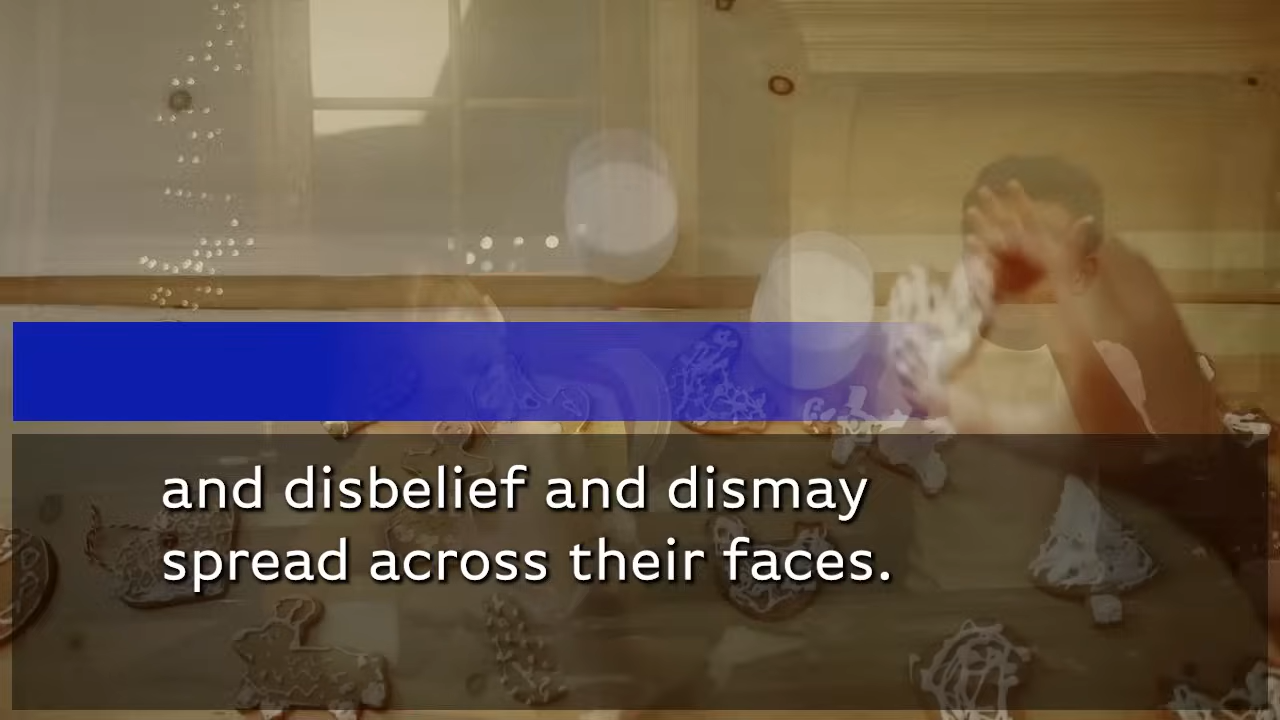 and disbelief and dismay
spread across their faces.